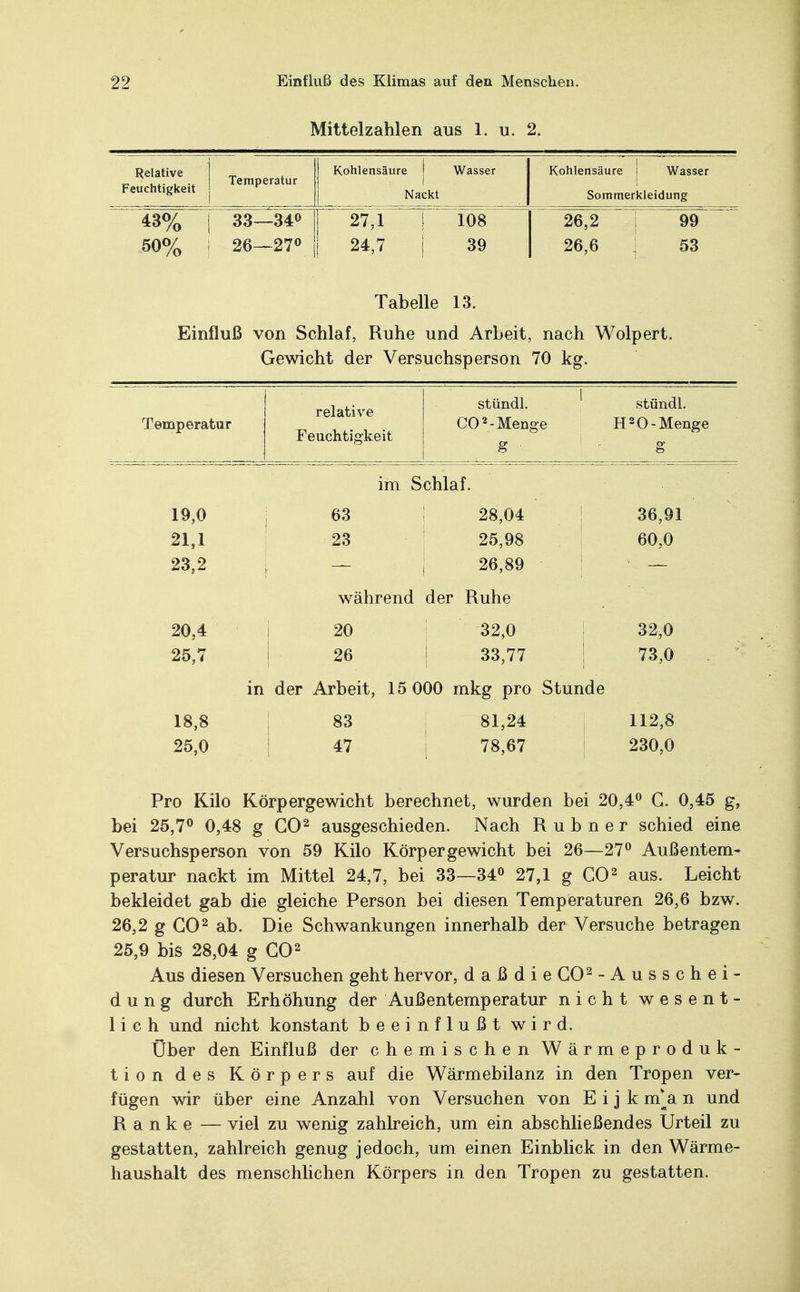 22 Einfluß des Klimas auf den Menschen.
Mittelzahlen aus 1. u. 2.
Relative Feuchtigkeit | Temperatur | Kohlensäure | Wasser | Kohlensäure | Wasser
Nackt | Sommerkleidung
43% | 33—34⁰ | 27,1 | 108 | 26,2 | 99
50% | 26—27⁰ | 24,7 | 39 | 26,6 | 53
Tabelle 13.
Einfluß von Schlaf, Ruhe und Arbeit, nach Wolpert.
Gewicht der Versuchsperson 70 kg.
Temperatur | relative Feuchtigkeit | stündl. CO²-Menge g | stündl. H²O-Menge g
im Schlaf.
19,0 | 63 | 28,04 | 36,91
21,1 | 23 | 25,98 | 60,0
23,2 | — | 26,89 | —
während der Ruhe
20,4 | 20 | 32,0 | 32,0
25,7 | 26 | 33,77 | 73,0
in der Arbeit, 15 000 mkg pro Stunde
18,8 | 83 | 81,24 | 112,8
25,0 | 47 | 78,67 | 230,0
Pro Kilo Körpergewicht berechnet, wurden bei 20,4⁰ C. 0,45 g,
bei 25,7⁰ 0,48 g CO² ausgeschieden. Nach Rubner schied eine
Versuchsperson von 59 Kilo Körpergewicht bei 26—27⁰ Außentem-
peratur nackt im Mittel 24,7, bei 33—34⁰ 27,1 g CO² aus. Leicht
bekleidet gab die gleiche Person bei diesen Temperaturen 26,6 bzw.
26,2 g CO² ab. Die Schwankungen innerhalb der Versuche betragen
25,9 bis 28,04 g CO²
Aus diesen Versuchen geht hervor, daß die CO²-Ausschei-
dung durch Erhöhung der Außentemperatur nicht wesent-
lich und nicht konstant beeinflußt wird.
Über den Einfluß der chemischen Wärmeproduk-
tion des Körpers auf die Wärmebilanz in den Tropen ver-
fügen wir über eine Anzahl von Versuchen von Eijkman und
Ranke — viel zu wenig zahlreich, um ein abschließendes Urteil zu
gestatten, zahlreich genug jedoch, um einen Einblick in den Wärme-
haushalt des menschlichen Körpers in den Tropen zu gestatten.